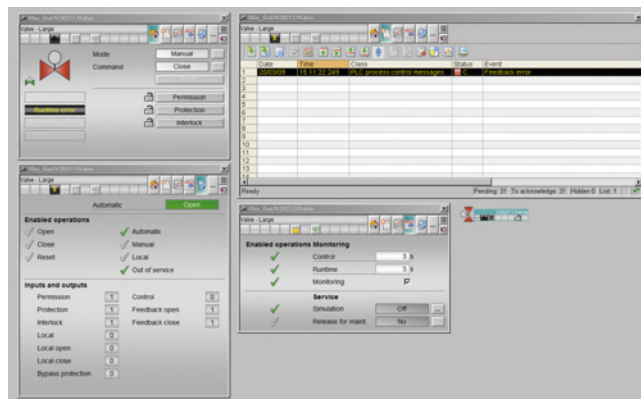 Valve - Large
Mode Manual
Command Close
Permission
Runtime error Protection
Interlock
Valve - Large
Date Time Class Status Event
1 20/03/09 15:11:22:249 PLC process control messages C Feedback error
2
3
4
5
6
7
8
9
10
11
12
13
14
Ready Pending: 31 To acknowledge: 31 Hidden: 0 List: 1
Valve - Large
Automatic Open
Enabled operations
Open Automatic
Close Manual
Reset Local
Out of service
Inputs and outputs
Permission 1 Control 0
Protection 1 Feedback open 1
Interlock 1 Feedback close 1
Local 0
Local open 0
Local close 0
Bypass protection 0
Valve - Large
Enabled operations Monitoring
Control 3 s
Runtime 3 s
Monitoring
Service
Simulation Off ...
Release for maint. No ...